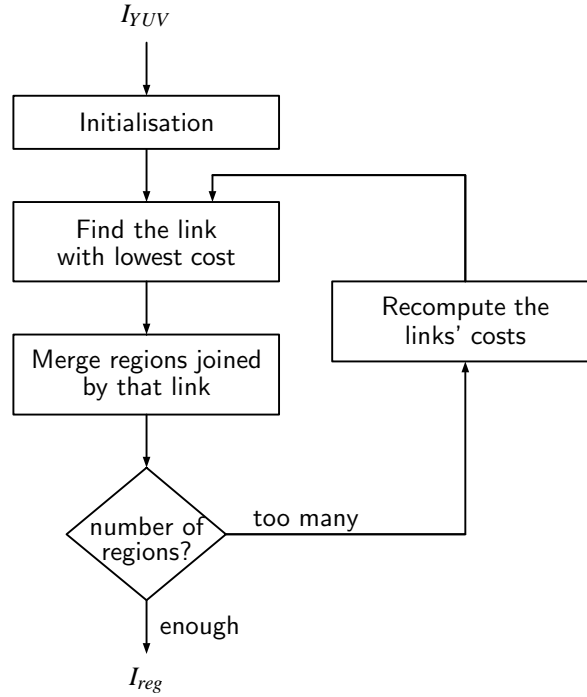 I_YUV
Initialisation
Find the link
with lowest cost
Recompute the
links' costs
Merge regions joined
by that link
number of
regions?
too many
enough
I_reg